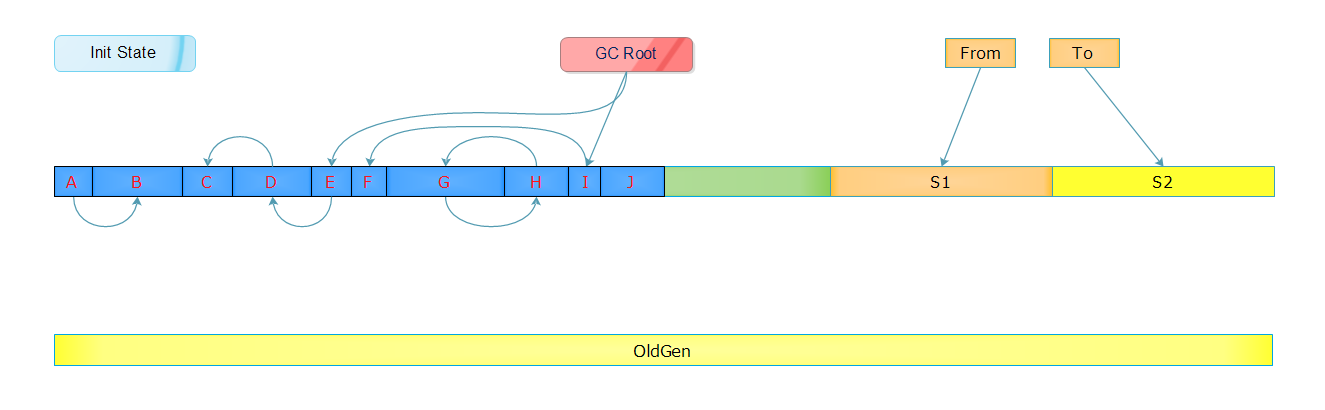 Init State
GC Root
From
To
A B C D E F G H I J
S1
S2
OldGen